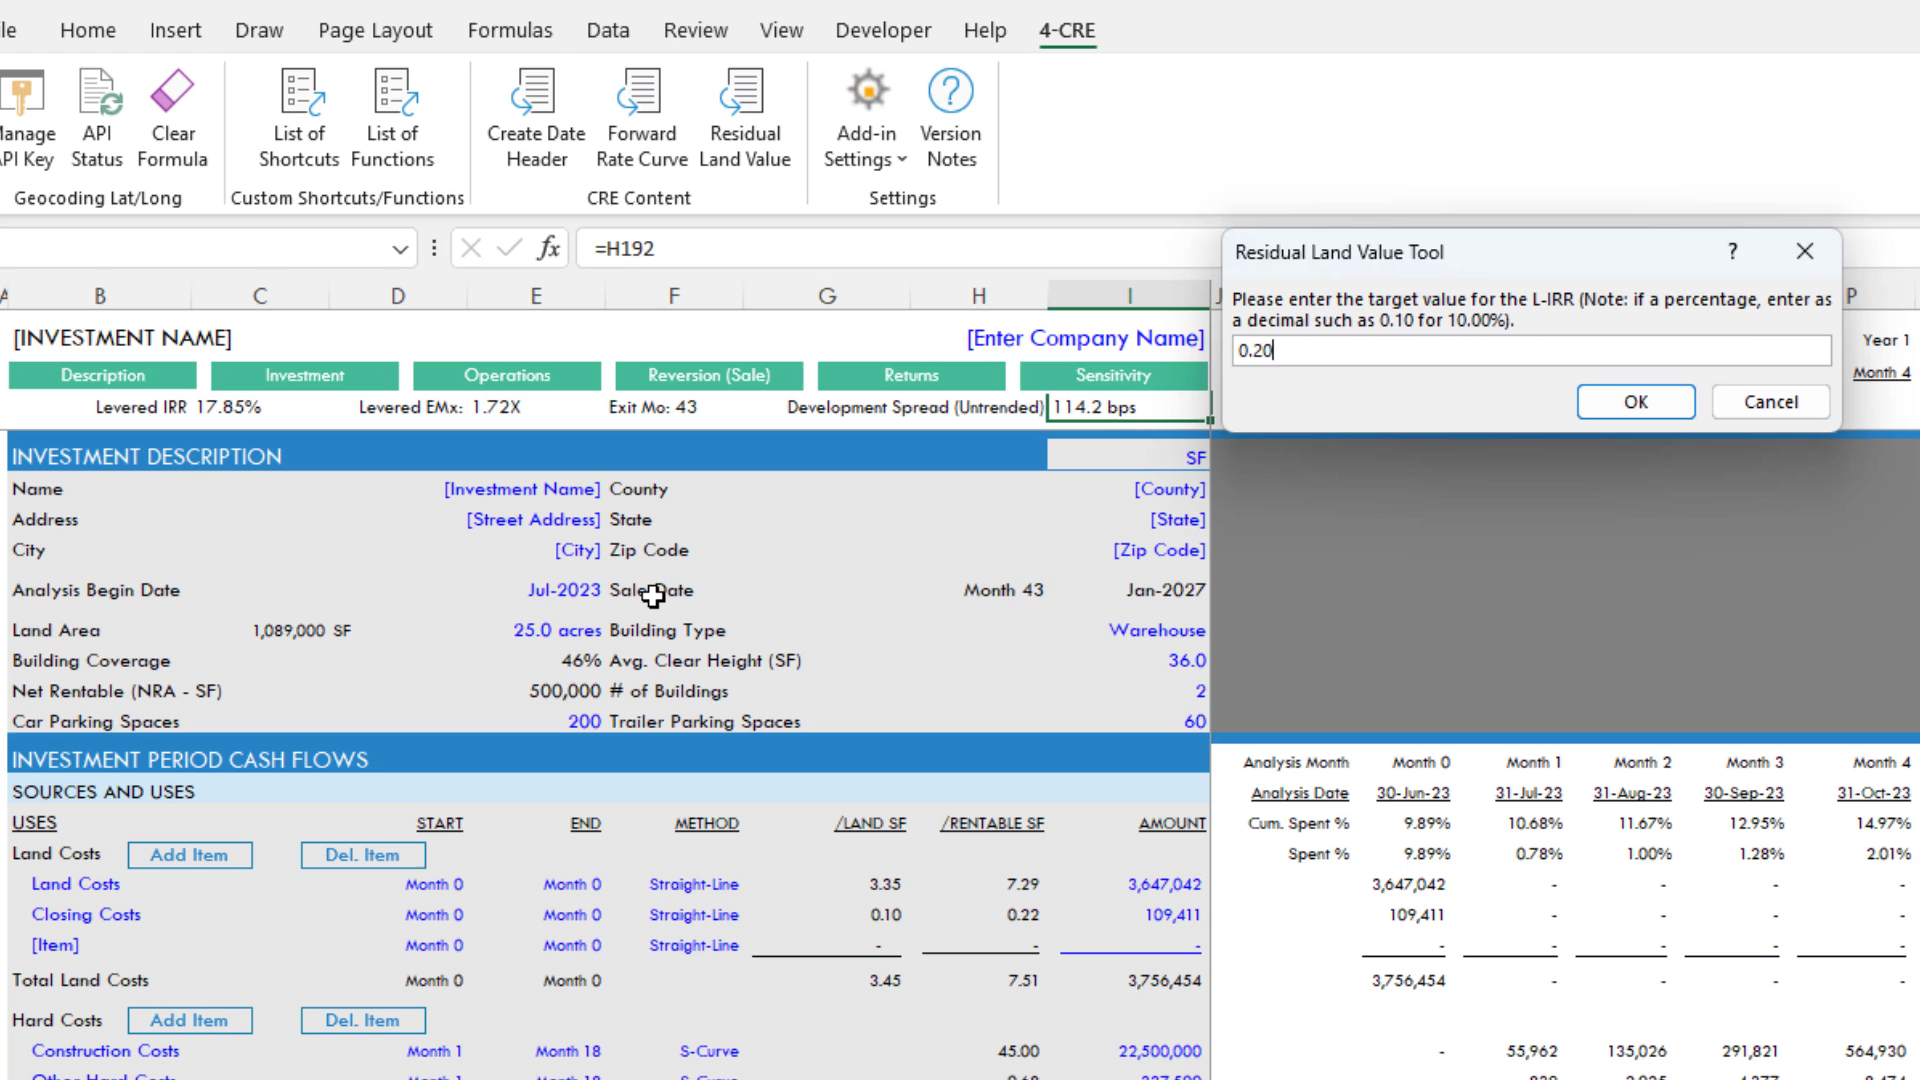 le Home Insert Draw Page Layout Formulas Data Review View Developer Help 4-CRE
Manage API Key
API Status
Clear Formula
List of Shortcuts
List of Functions
Create Date Header
Forward Rate Curve
Residual Land Value
Add-in Settings
Version Notes
Geocoding Lat/Long Custom Shortcuts/Functions CRE Content Settings
fx =H192
A B C D E F G H I J P
Residual Land Value Tool ?
Please enter the target value for the L-IRR (Note: if a percentage, enter as
a decimal such as 0.10 for 10.00%).
0.20
OK Cancel
[INVESTMENT NAME] [Enter Company Name] Year 1
Description Investment Operations Reversion (Sale) Returns Sensitivity Month 4
Levered IRR 17.85% Levered EMx: 1.72X Exit Mo: 43 Development Spread (Untrended) 114.2 bps
INVESTMENT DESCRIPTION SF
Name [Investment Name] County [County]
Address [Street Address] State [State]
City [City] Zip Code [Zip Code]
Analysis Begin Date Jul-2023 Sale Date Month 43 Jan-2027
Land Area 1,089,000 SF 25.0 acres Building Type Warehouse
Building Coverage 46% Avg. Clear Height (SF) 36.0
Net Rentable (NRA - SF) 500,000 # of Buildings 2
Car Parking Spaces 200 Trailer Parking Spaces 60
INVESTMENT PERIOD CASH FLOWS Analysis Month Month 0 Month 1 Month 2 Month 3 Month 4
SOURCES AND USES Analysis Date 30-Jun-23 31-Jul-23 31-Aug-23 30-Sep-23 31-Oct-23
USES START END METHOD /LAND SF /RENTABLE SF AMOUNT Cum. Spent % 9.89% 10.68% 11.67% 12.95% 14.97%
Land Costs Add Item Del. Item Spent % 9.89% 0.78% 1.00% 1.28% 2.01%
Land Costs Month 0 Month 0 Straight-Line 3.35 7.29 3,647,042 3,647,042 - - - -
Closing Costs Month 0 Month 0 Straight-Line 0.10 0.22 109,411 109,411 - - - -
[Item] Month 0 Month 0 Straight-Line - - - - - - - -
Total Land Costs Month 0 Month 0 3.45 7.51 3,756,454 3,756,454 - - - -
Hard Costs Add Item Del. Item
Construction Costs Month 1 Month 18 S-Curve 45.00 22,500,000 - 55,962 135,026 291,821 564,930